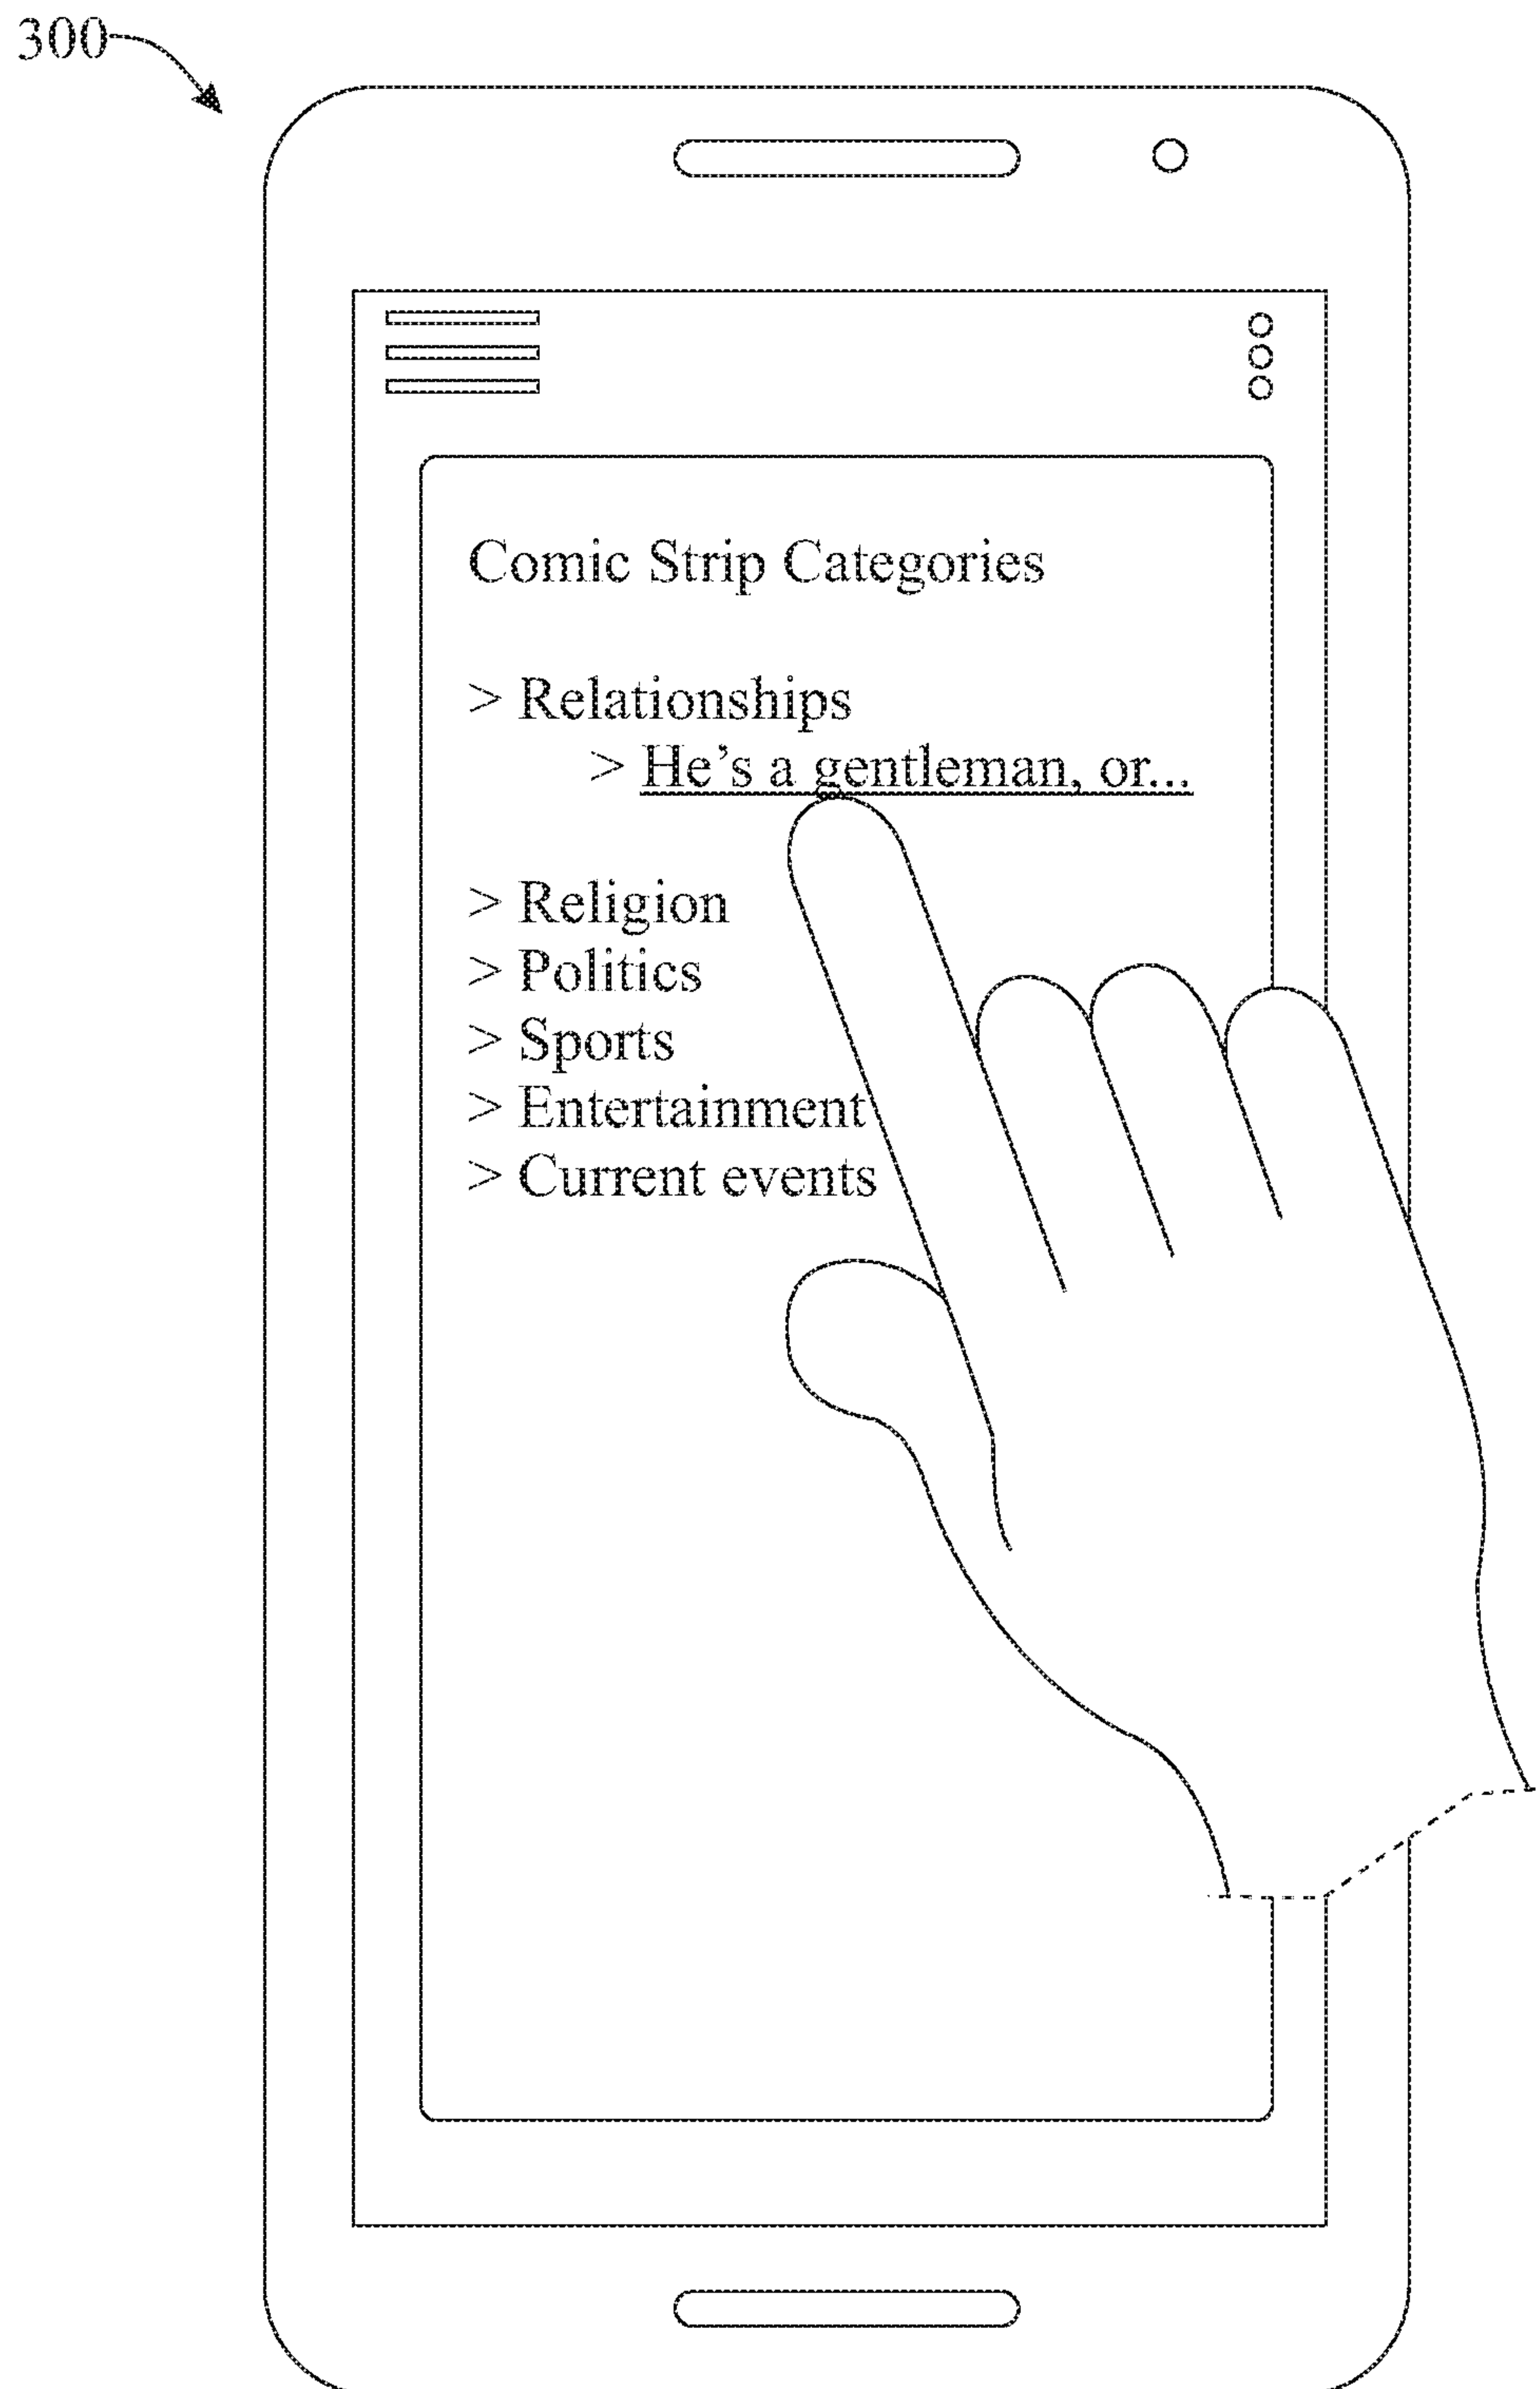 300
Comic Strip Categories
> Relationships
> He's a gentleman, or...
> Religion
> Politics
> Sports
> Entertainment
> Current events